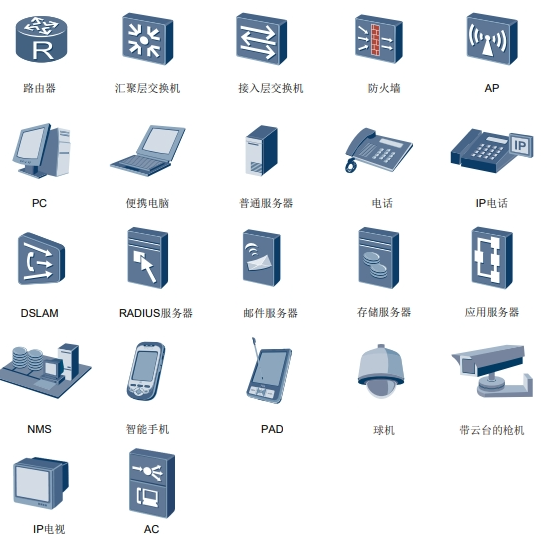 R
路由器 汇聚层交换机 接入层交换机 防火墙 AP
IP
PC 便携电脑 普通服务器 电话 IP电话
DSLAM RADIUS服务器 邮件服务器 存储服务器 应用服务器
NMS 智能手机 PAD 球机 带云台的枪机
IP电视 AC